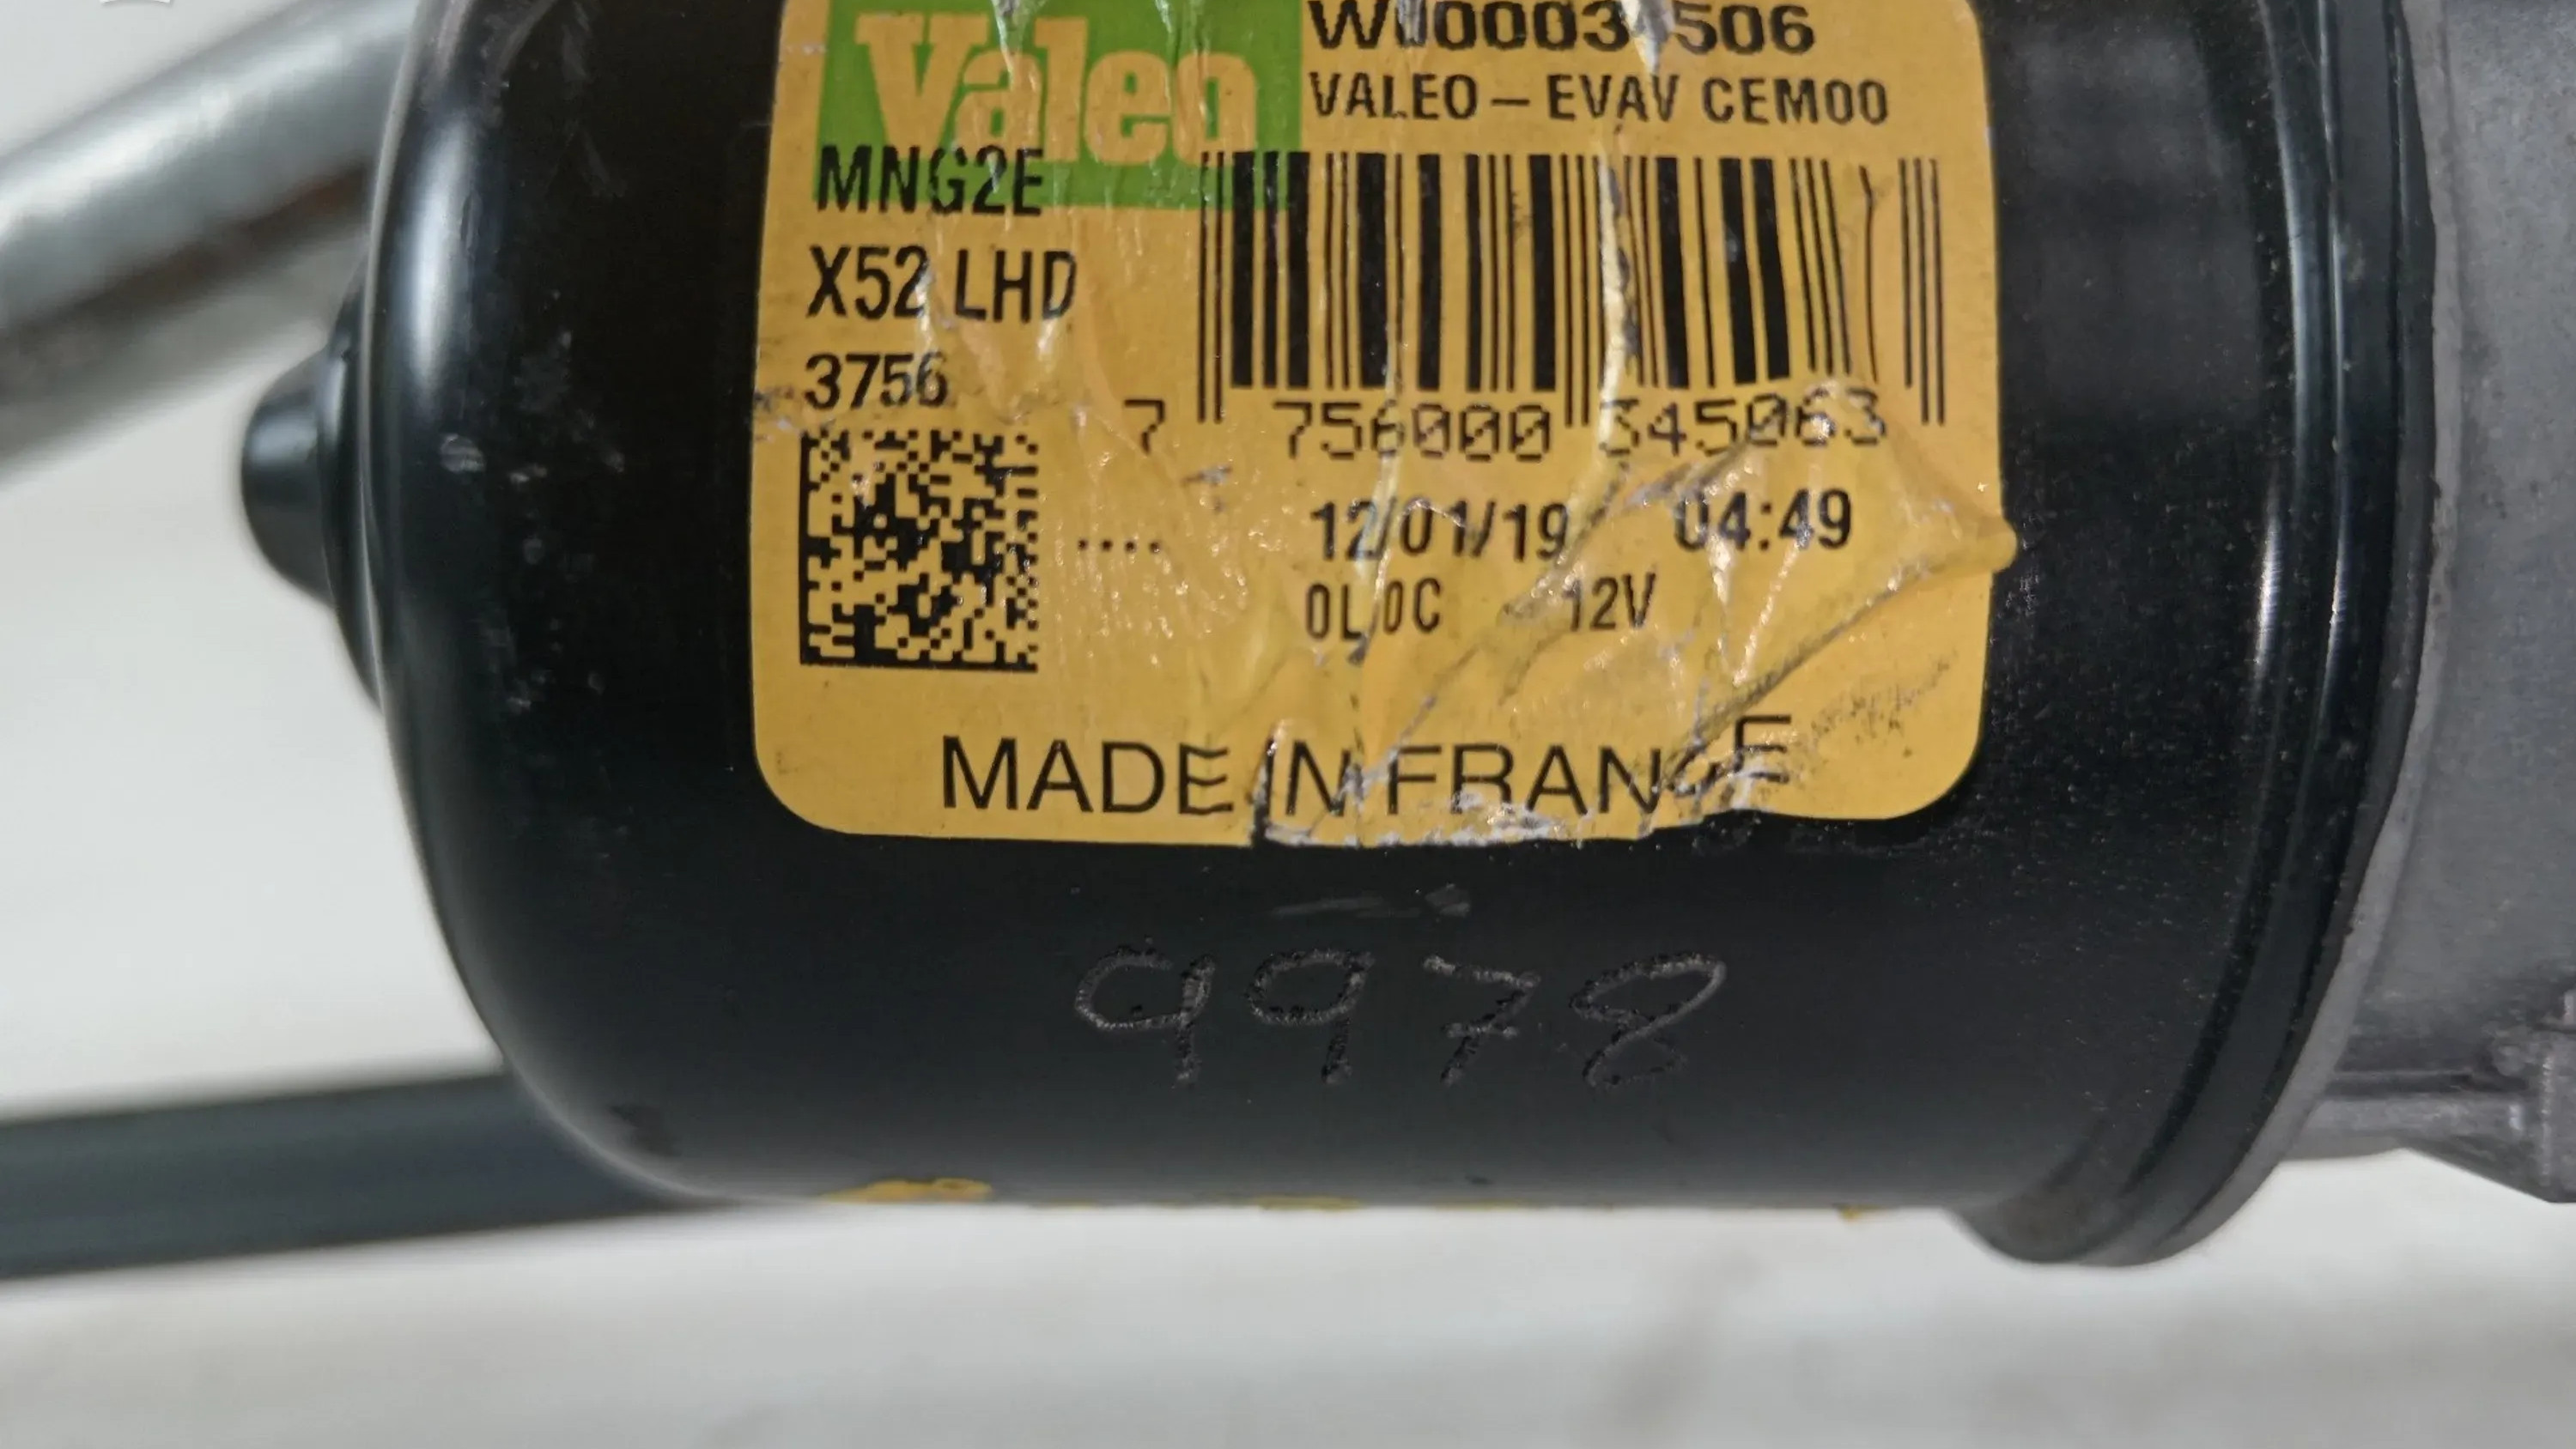 Valeo
VALEO – EVAV CEM00
MNG2E
X52 LHD
3756
7 756000 345063
.... 12/01/19 04:49
0L0C 12V
MADE IN FRANCE
9978